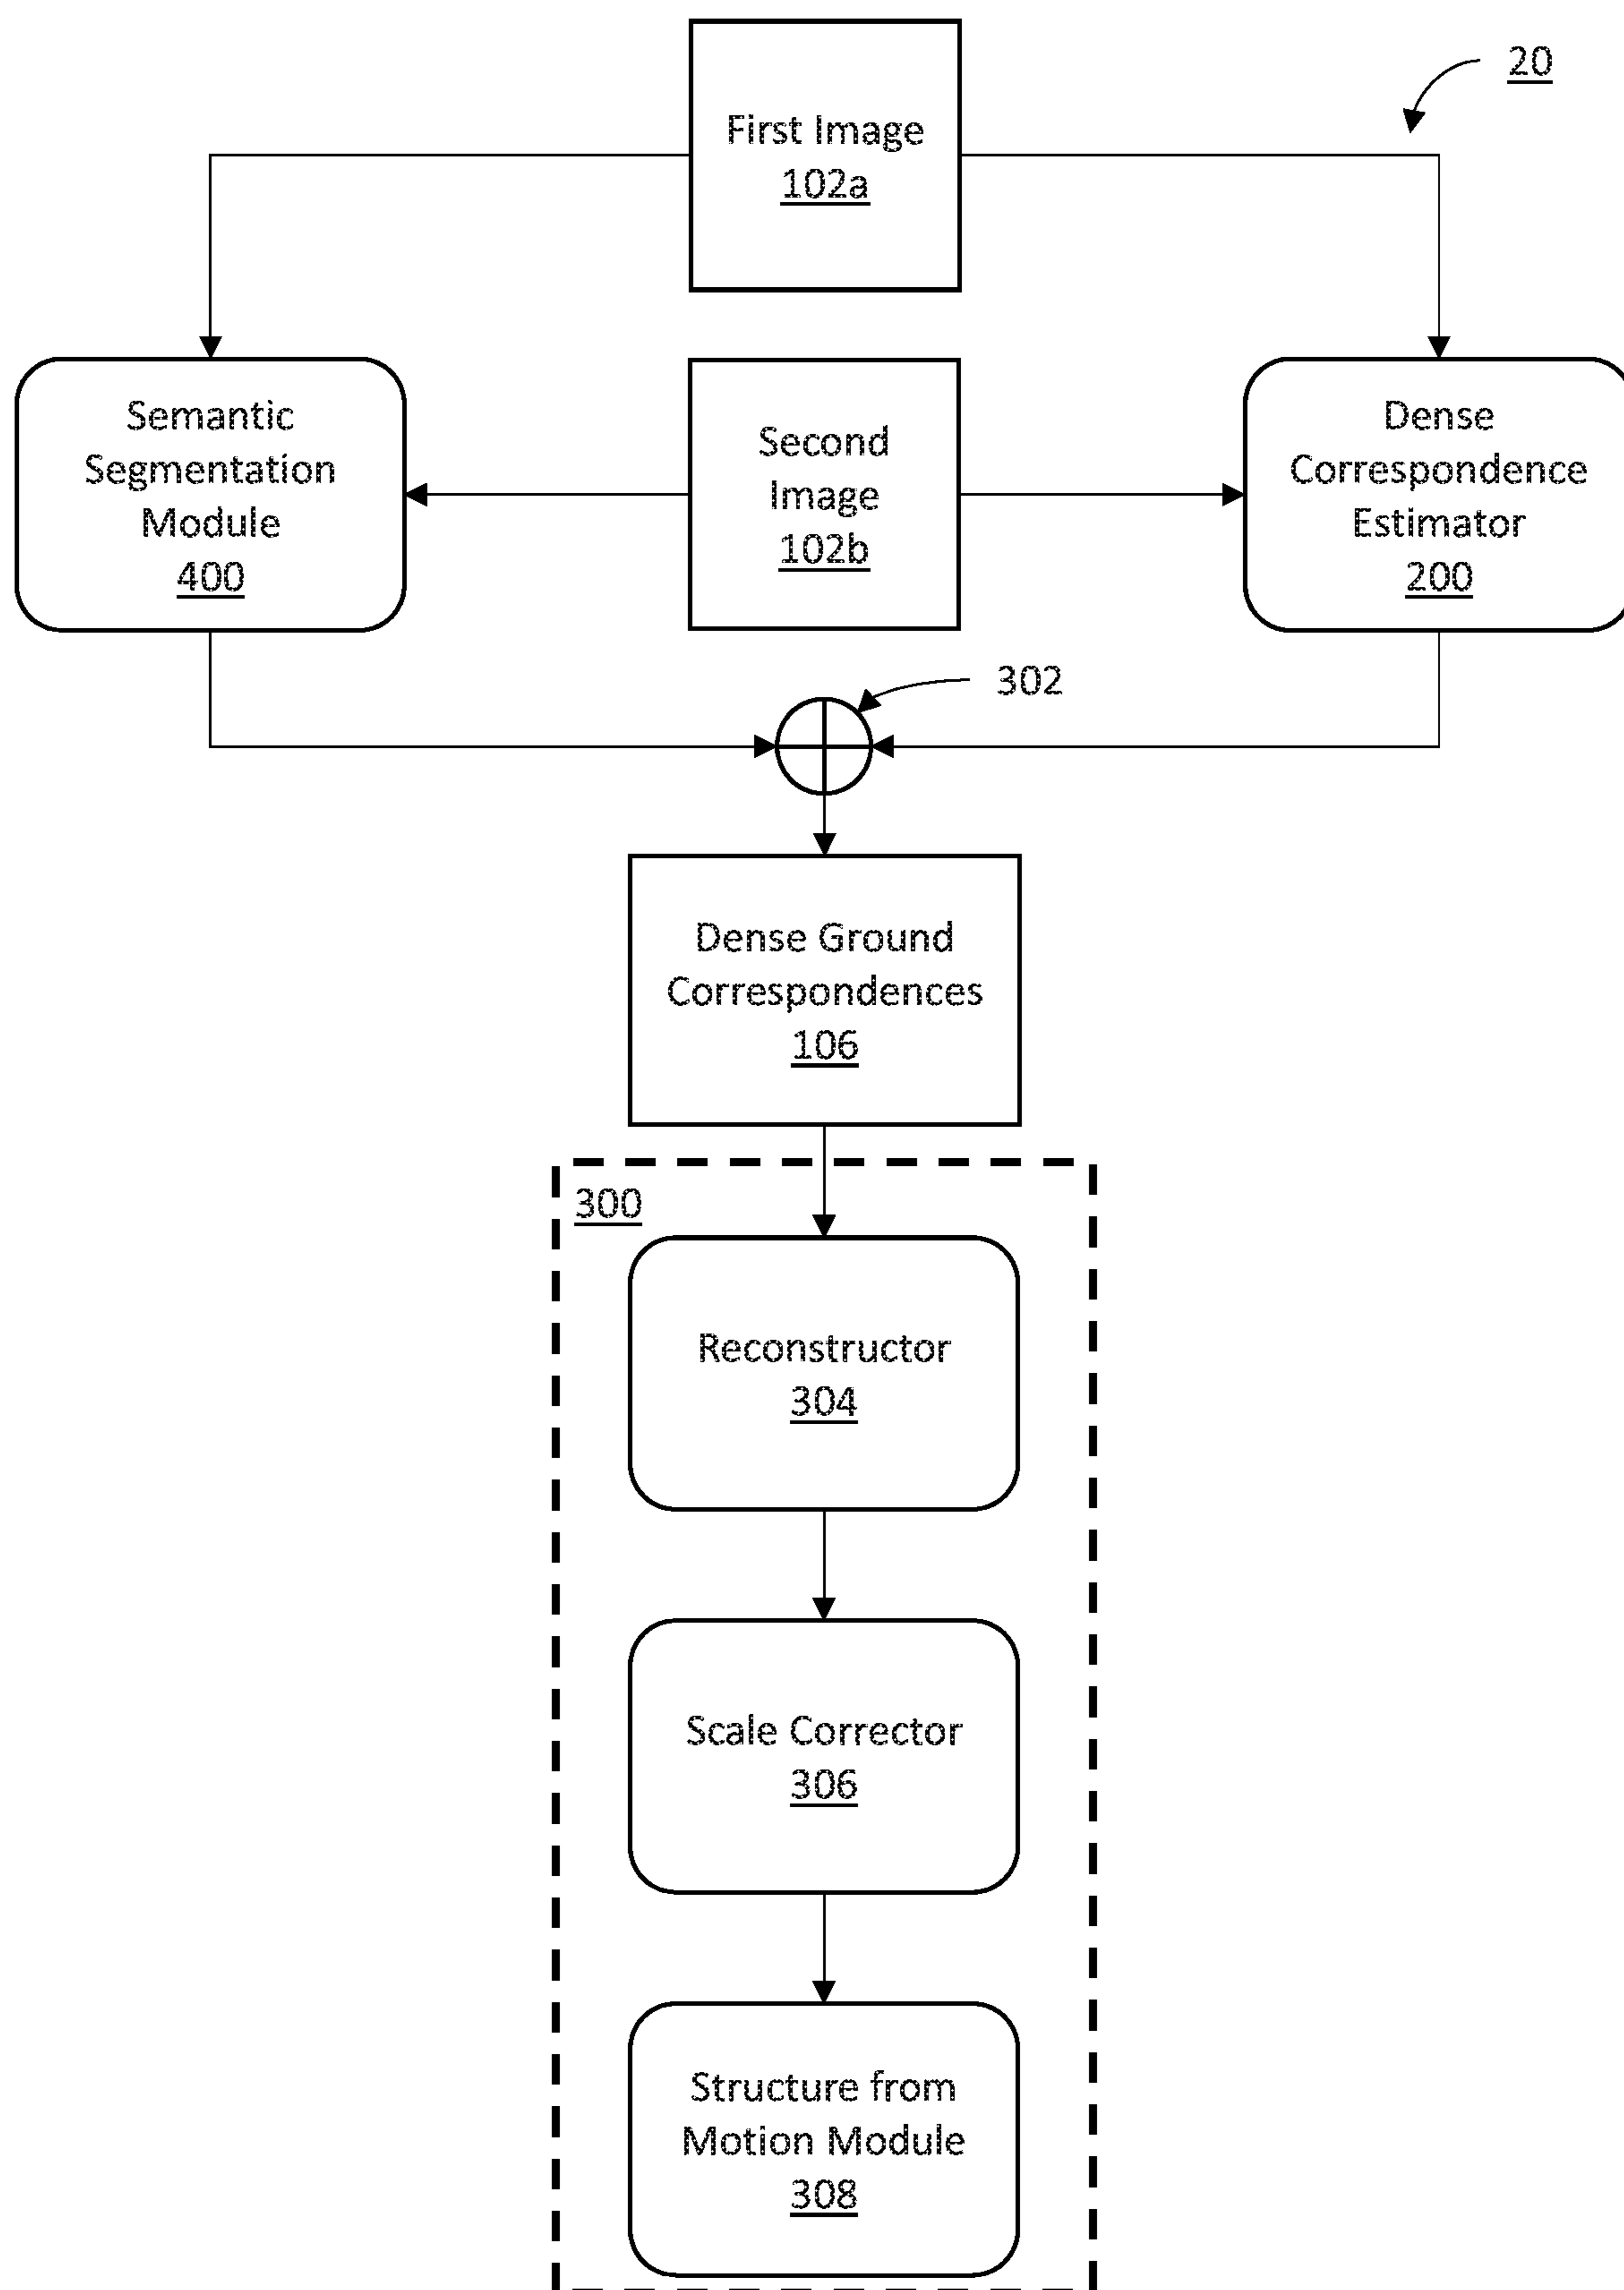 20
First Image
102a
Semantic
Segmentation
Module
400
Second
Image
102b
Dense
Correspondence
Estimator
200
302
Dense Ground
Correspondences
106
300
Reconstructor
304
Scale Corrector
306
Structure from
Motion Module
308